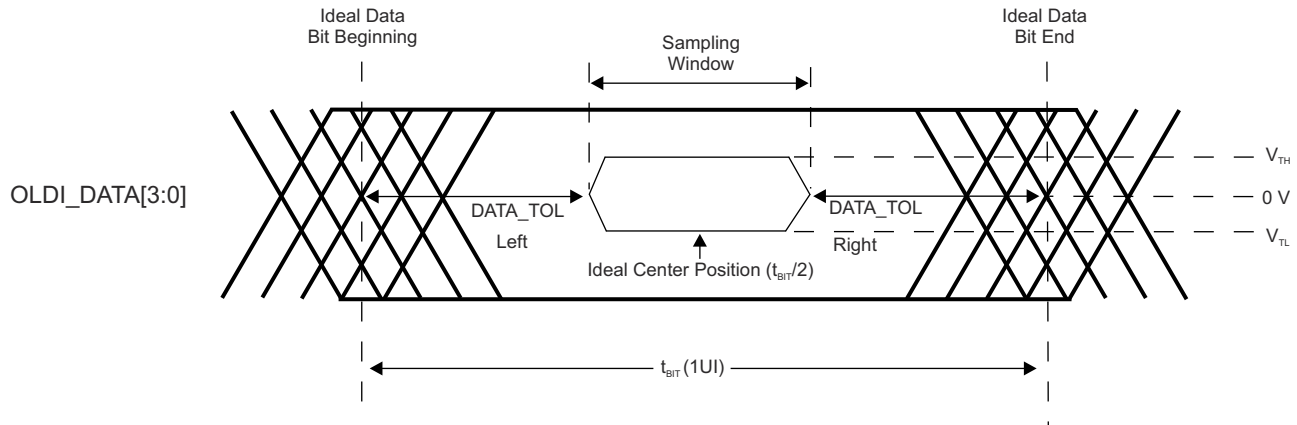 Ideal Data
Bit Beginning
Ideal Data
Bit End
Sampling
Window
OLDI_DATA[3:0]
DATA_TOL
Left
DATA_TOL
Right
V_TH
0 V
V_TL
Ideal Center Position (t_BIT/2)
t_BIT (1UI)